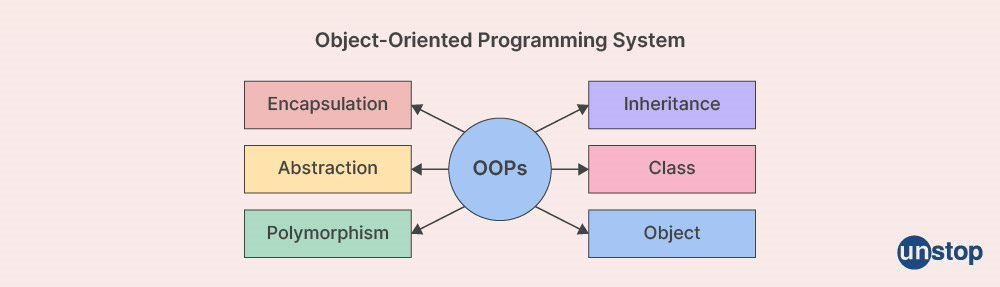 Object-Oriented Programming System
Encapsulation
Inheritance
Abstraction
OOPs
Class
Polymorphism
Object
unstop